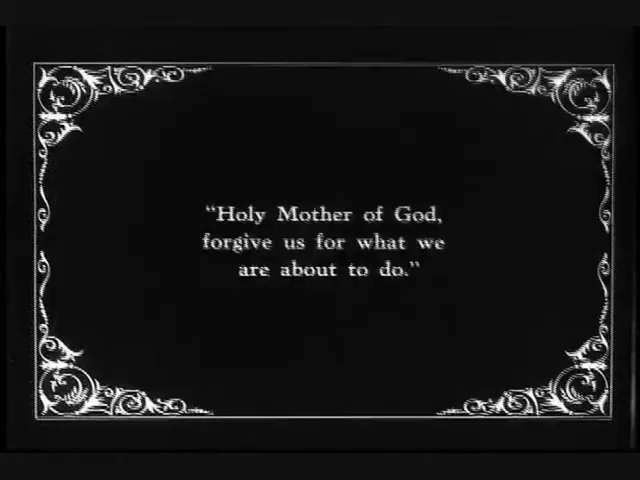 “Holy Mother of God,
forgive us for what we
are about to do.”